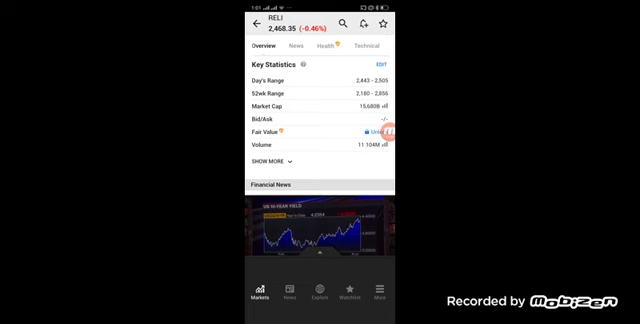 1:01
RELI
2,468.35 (-0.46%)
Overview News Health Technical
Key Statistics EDIT
Day's Range 2,443 - 2,505
52wk Range 2,180 - 2,856
Market Cap 15,680B
Bid/Ask -/-
Fair Value
Volume 11 104M
SHOW MORE
Financial News
US 10-YEAR YIELD
Markets News Explore Watchlist More
Recorded by mobizen